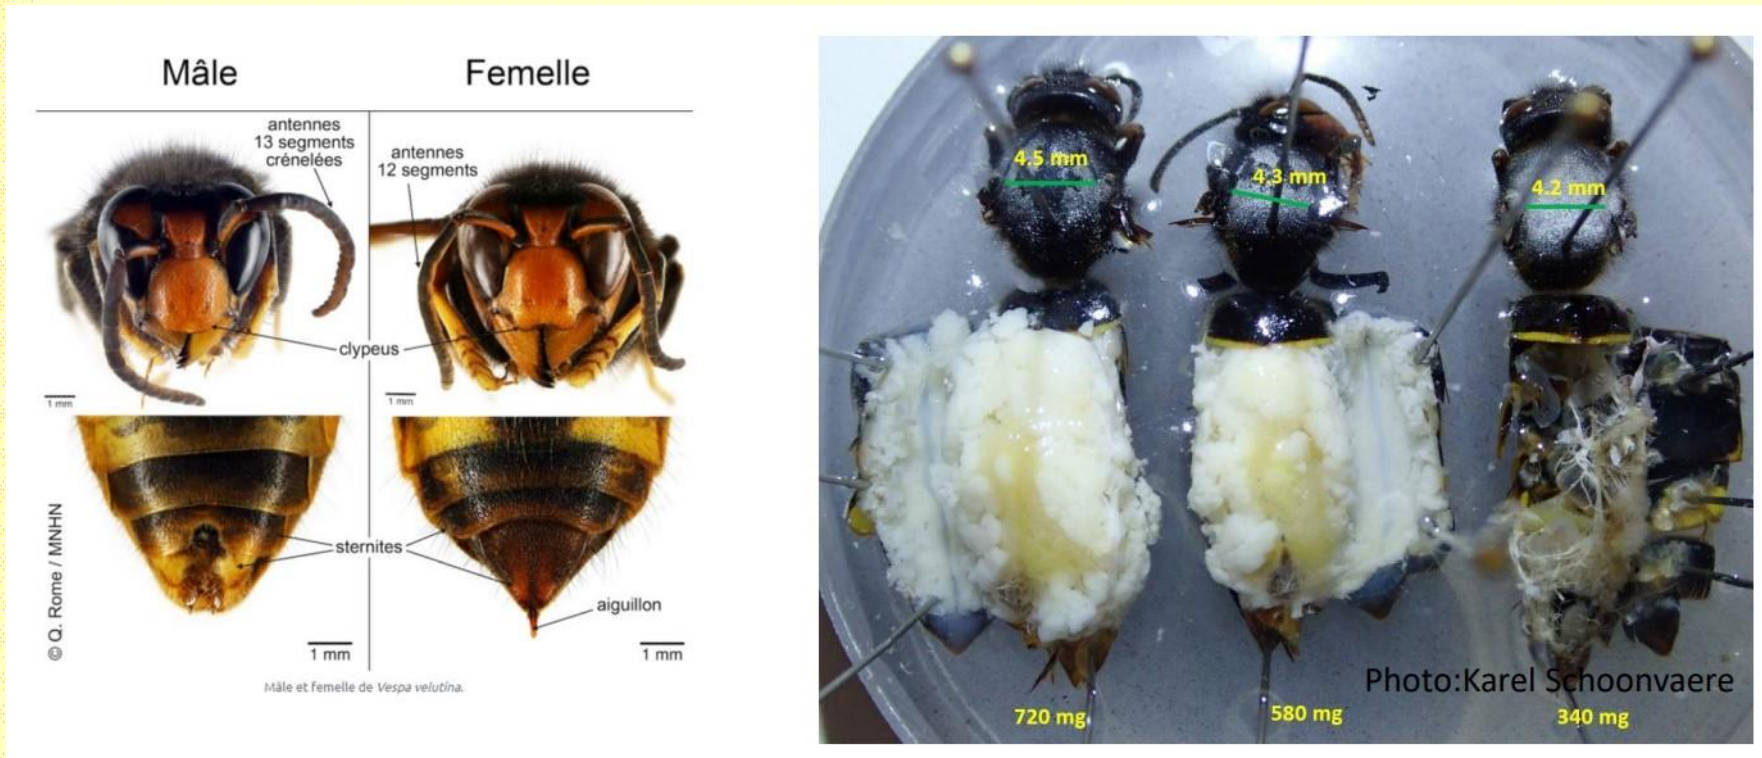 Mâle
Femelle
antennes
13 segments
crénelées
antennes
12 segments
clypeus
1 mm
1 mm
sternites
aiguillon
1 mm
1 mm
© Q. Rome / MNHN
Mâle et femelle de Vespa velutina.
4.5 mm
4.3 mm
4.2 mm
Photo:Karel Schoonvaere
720 mg
580 mg
340 mg